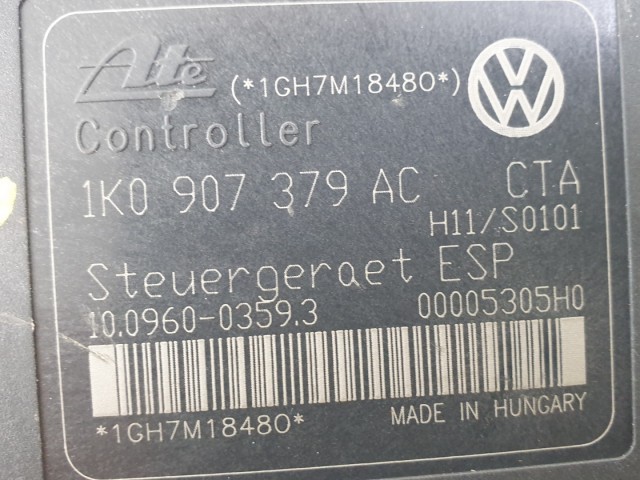 Ate (*1GH7M18480*)
Controller
1K0 907 379 AC CTA
H11/S0101
Steuergeraet ESP
10.0960-0359.3 00005305H0
*1GH7M18480* MADE IN HUNGARY